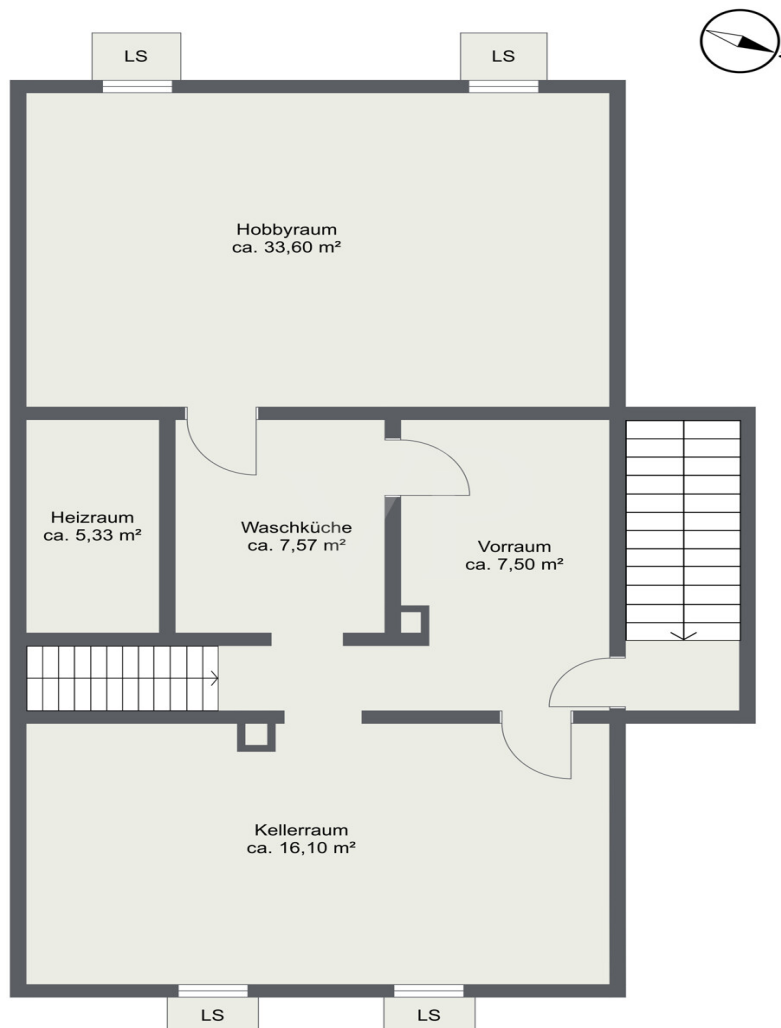 LS
LS
Hobbyraum
ca. 33,60 m²
Heizraum
ca. 5,33 m²
Waschküche
ca. 7,57 m²
Vorraum
ca. 7,50 m²
Kellerraum
ca. 16,10 m²
LS
LS